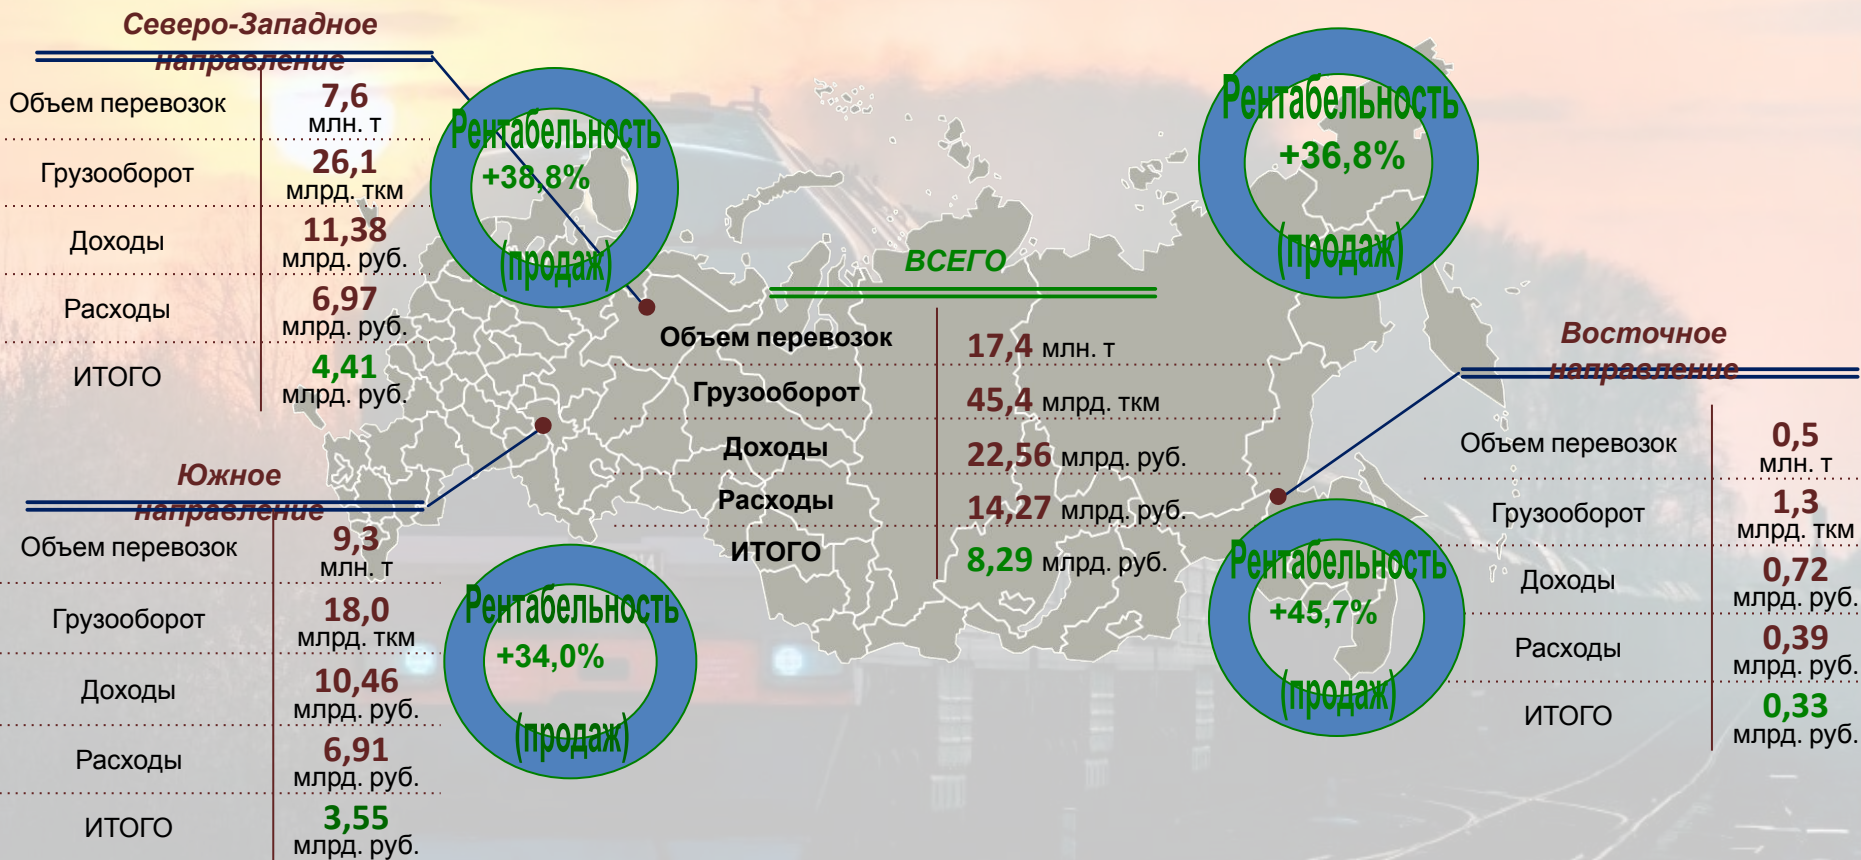 Северо-Западное
направление
Объем перевозок
7,6
млн. т
Грузооборот
26,1
млрд. ткм
Доходы
11,38
млрд. руб.
Расходы
6,97
млрд. руб.
ИТОГО
4,41
млрд. руб.
Рентабельность
+38,8%
(продаж)
Рентабельность
+36,8%
(продаж)
ВСЕГО
Объем перевозок
17,4 млн. т
Грузооборот
45,4 млрд. ткм
Доходы
22,56 млрд. руб.
Расходы
14,27 млрд. руб.
ИТОГО
8,29 млрд. руб.
Южное
направление
Объем перевозок
9,3
млн. т
Грузооборот
18,0
млрд. ткм
Доходы
10,46
млрд. руб.
Расходы
6,91
млрд. руб.
ИТОГО
3,55
млрд. руб.
Рентабельность
+34,0%
(продаж)
Восточное
направление
Объем перевозок
0,5
млн. т
Грузооборот
1,3
млрд. ткм
Доходы
0,72
млрд. руб.
Расходы
0,39
млрд. руб.
ИТОГО
0,33
млрд. руб.
Рентабельность
+45,7%
(продаж)